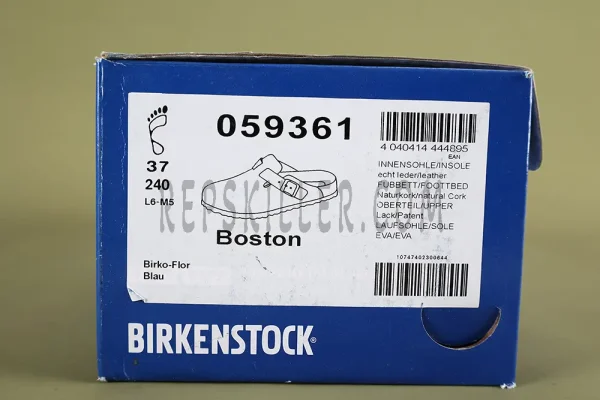 059361
37
240
L6-M5
Boston
Birko-Flor
Blau
4 040414 444895
EAN
INNENSOHLE/INSOLE
echt leder/leather
FUßBETT/FOOTBED
Naturkork/natural Cork
OBERTEIL/UPPER
Lack/Patent
LAUFSOHLE/SOLE
EVA/EVA
10747402300644
REPSKILLER.COM
BIRKENSTOCK®